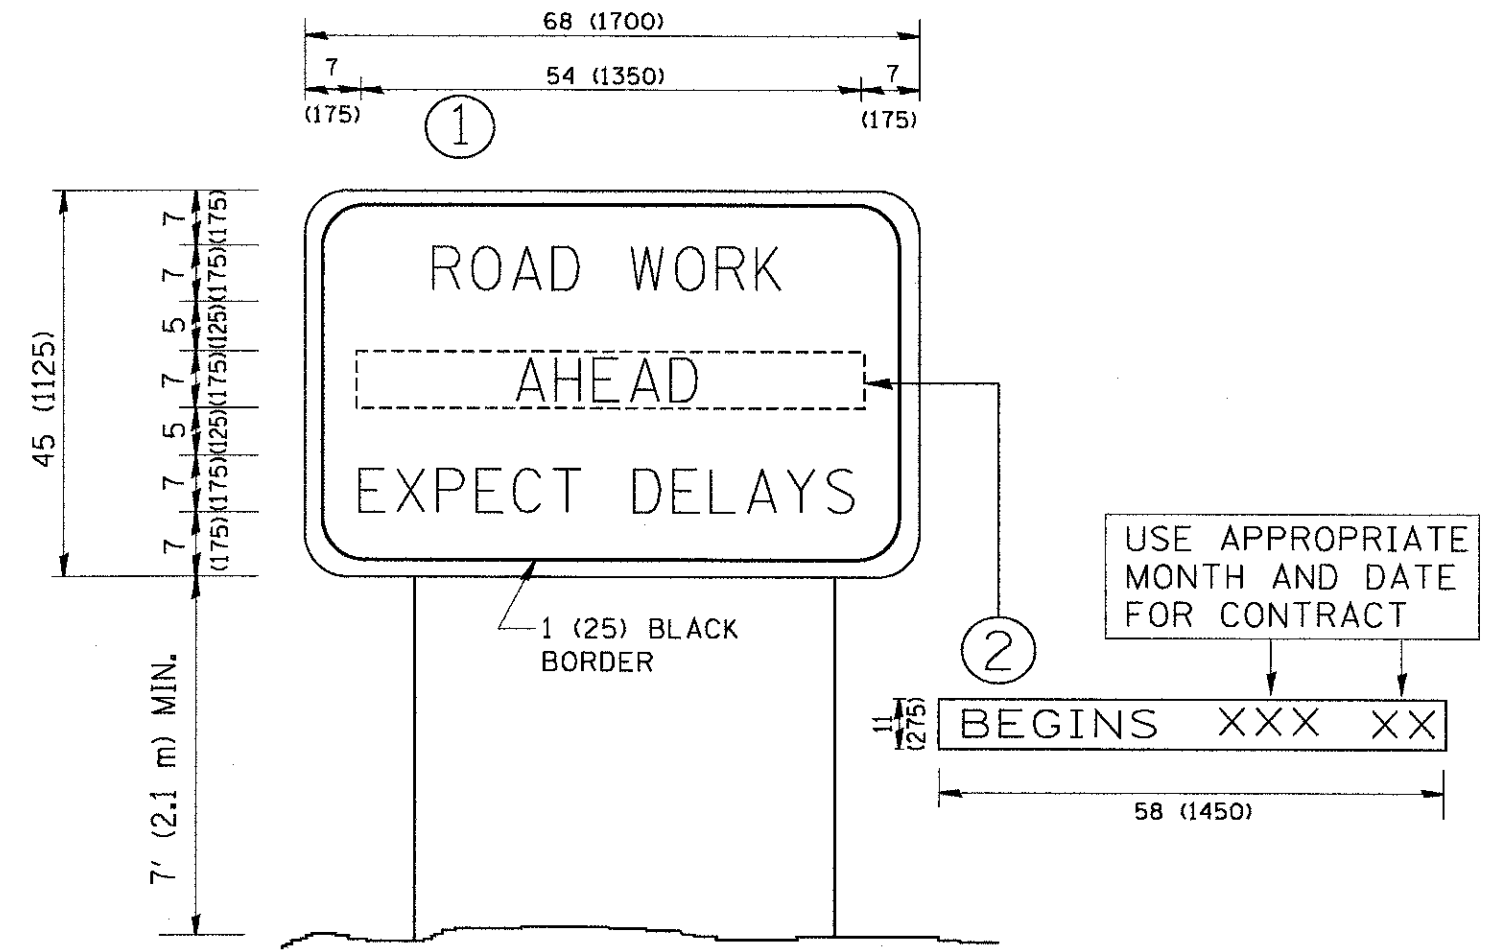 68 (1700)
7 54 (1350) 7
(175) (175)
1
45 (1125)
7 (175)
7 (175)
5 (125)
7 (175)
5 (125)
7 (175)
7 (175)
7' (2.1 m) MIN.
ROAD WORK
AHEAD
EXPECT DELAYS
1 (25) BLACK
BORDER
2
USE APPROPRIATE
MONTH AND DATE
FOR CONTRACT
11
(275)
BEGINS XXX XX
58 (1450)